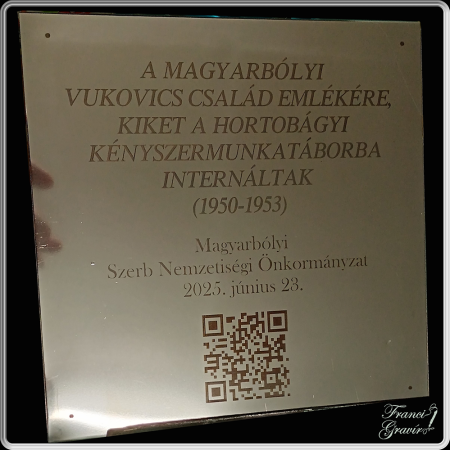 A MAGYARBÓLYI
VUKOVICS CSALÁD EMLÉKÉRE,
KIKET A HORTOBÁGYI
KÉNYSZERMUNKATÁBORBA
INTERNÁLTAK
(1950-1953)
Magyarbólyi
Szerb Nemzetiségi Önkormányzat
2025. június 23.
Franci
Gravír